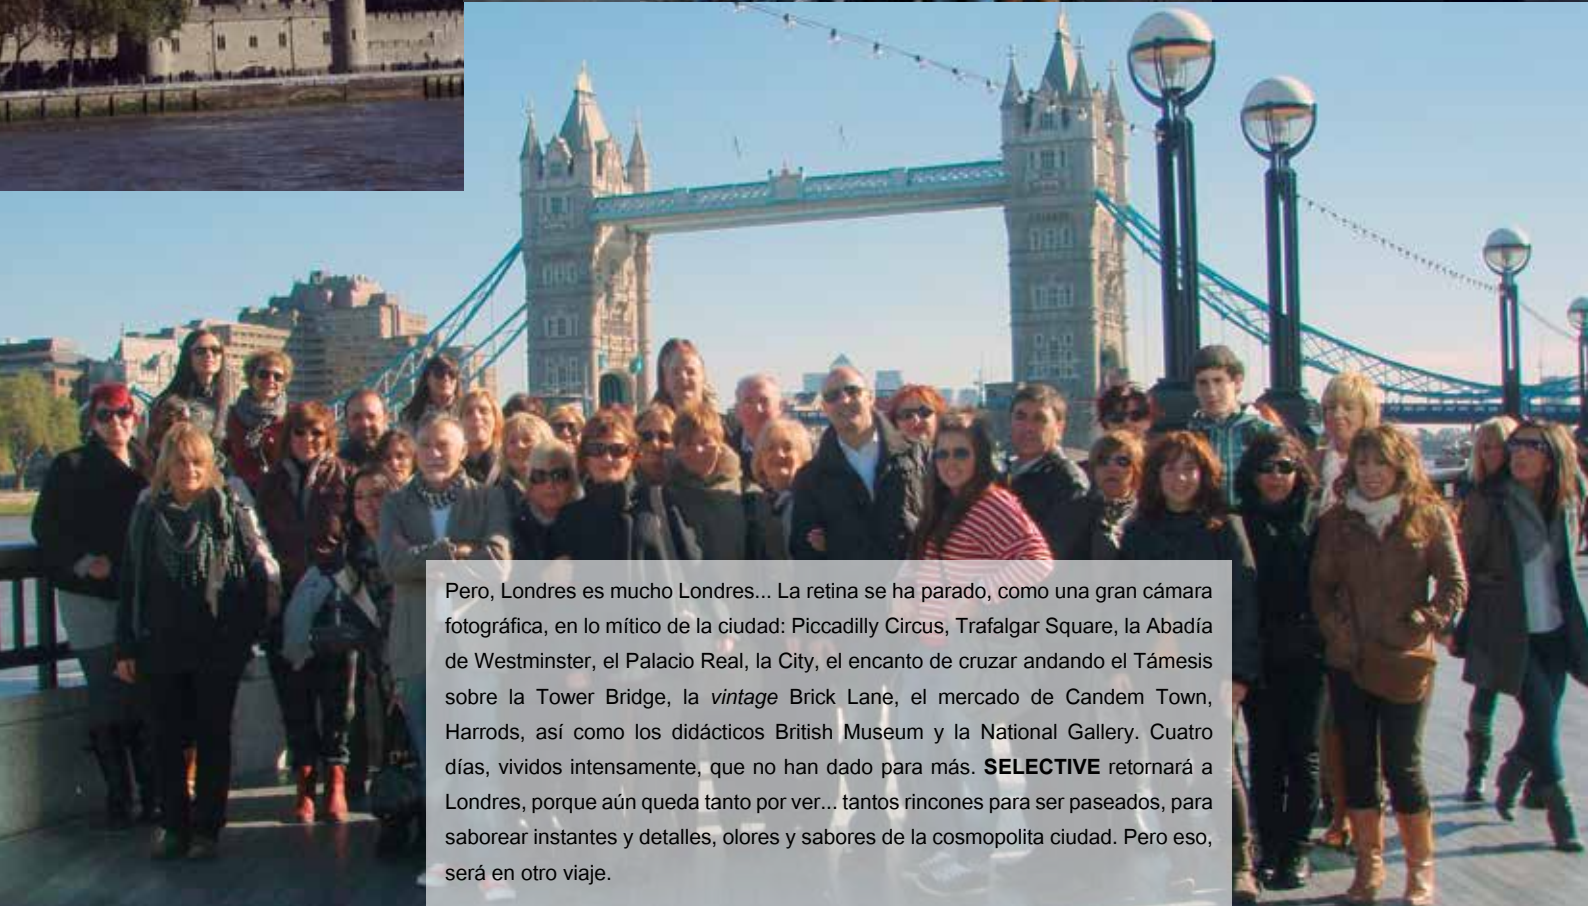 Pero, Londres es mucho Londres... La retina se ha parado, como una gran cámara
fotográfica, en lo mítico de la ciudad: Piccadilly Circus, Trafalgar Square, la Abadía
de Westminster, el Palacio Real, la City, el encanto de cruzar andando el Támesis
sobre la Tower Bridge, la vintage Brick Lane, el mercado de Candem Town,
Harrods, así como los didácticos British Museum y la National Gallery. Cuatro
días, vividos intensamente, que no han dado para más. SELECTIVE retornará a
Londres, porque aún queda tanto por ver... tantos rincones para ser paseados, para
saborear instantes y detalles, olores y sabores de la cosmopolita ciudad. Pero eso,
será en otro viaje.